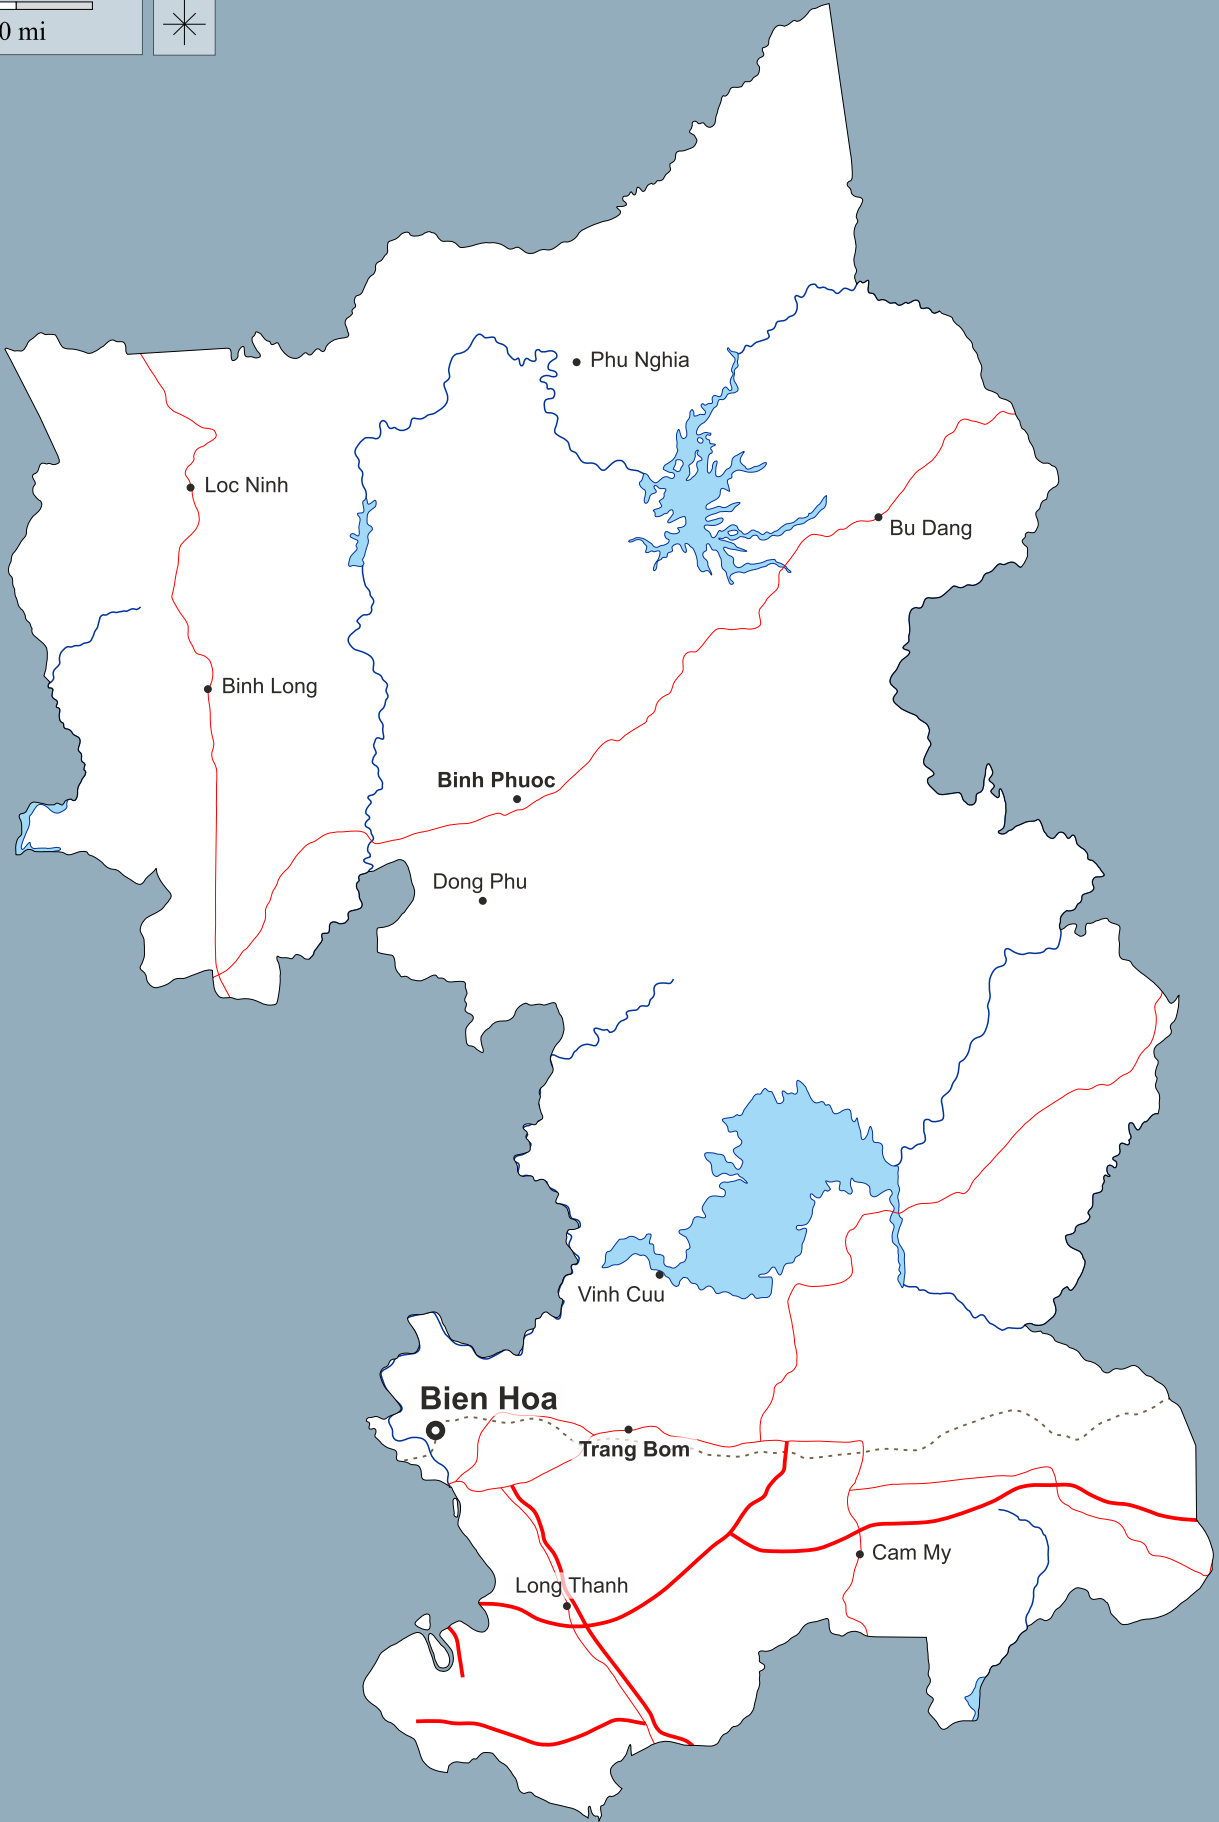 0 mi
Phu Nghia
Loc Ninh
Bu Dang
Binh Long
Binh Phuoc
Dong Phu
Vinh Cuu
Bien Hoa
Trang Bom
Cam My
Long Thanh